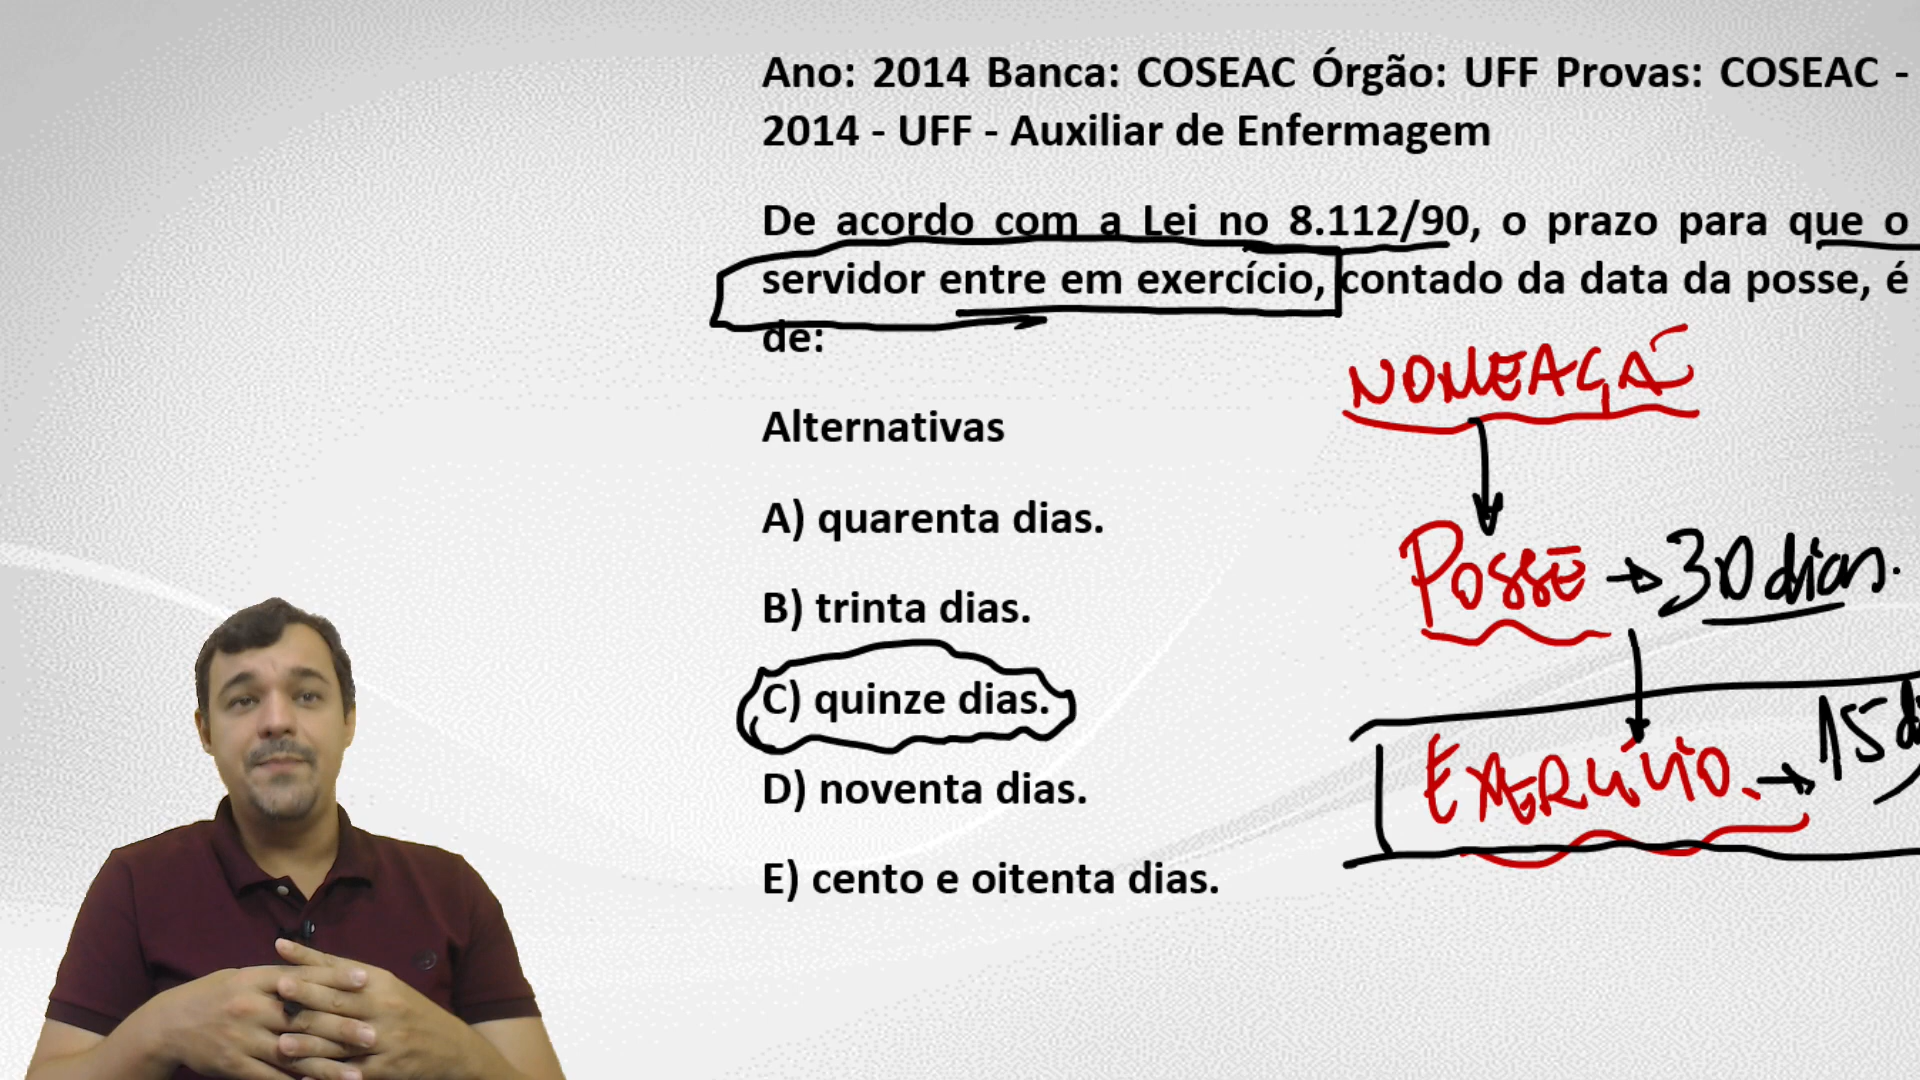 Ano: 2014 Banca: COSEAC Órgão: UFF Provas: COSEAC -
2014 - UFF - Auxiliar de Enfermagem
De acordo com a Lei no 8.112/90, o prazo para que o
servidor entre em exercício, contado da data da posse, é
de:
NOMEAÇÃ
Alternativas
A) quarenta dias.
POSSE → 30 dias.
B) trinta dias.
C) quinze dias.
EXERCÍCIO. → 15 di
D) noventa dias.
E) cento e oitenta dias.